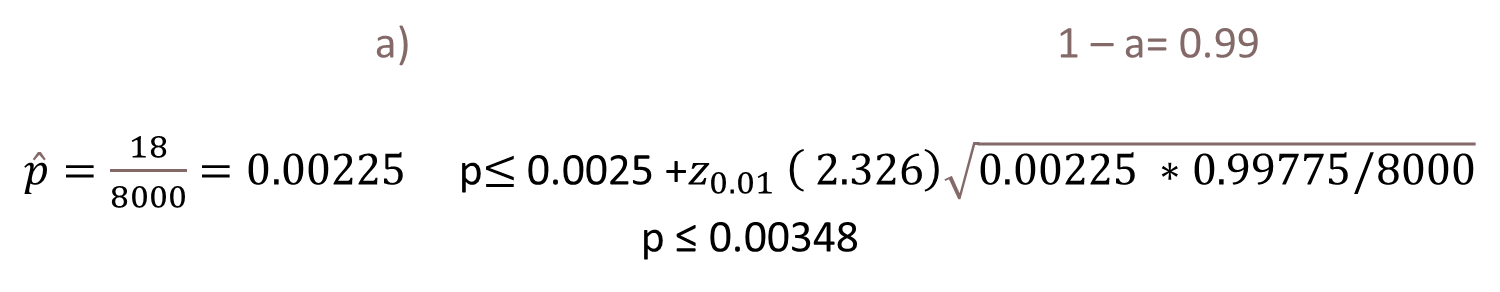 a) 1 – a= 0.99
p̂ = 18/8000 = 0.00225 p≤ 0.0025 +z₀.₀₁ ( 2.326)√0.00225 * 0.99775/8000
p ≤ 0.00348